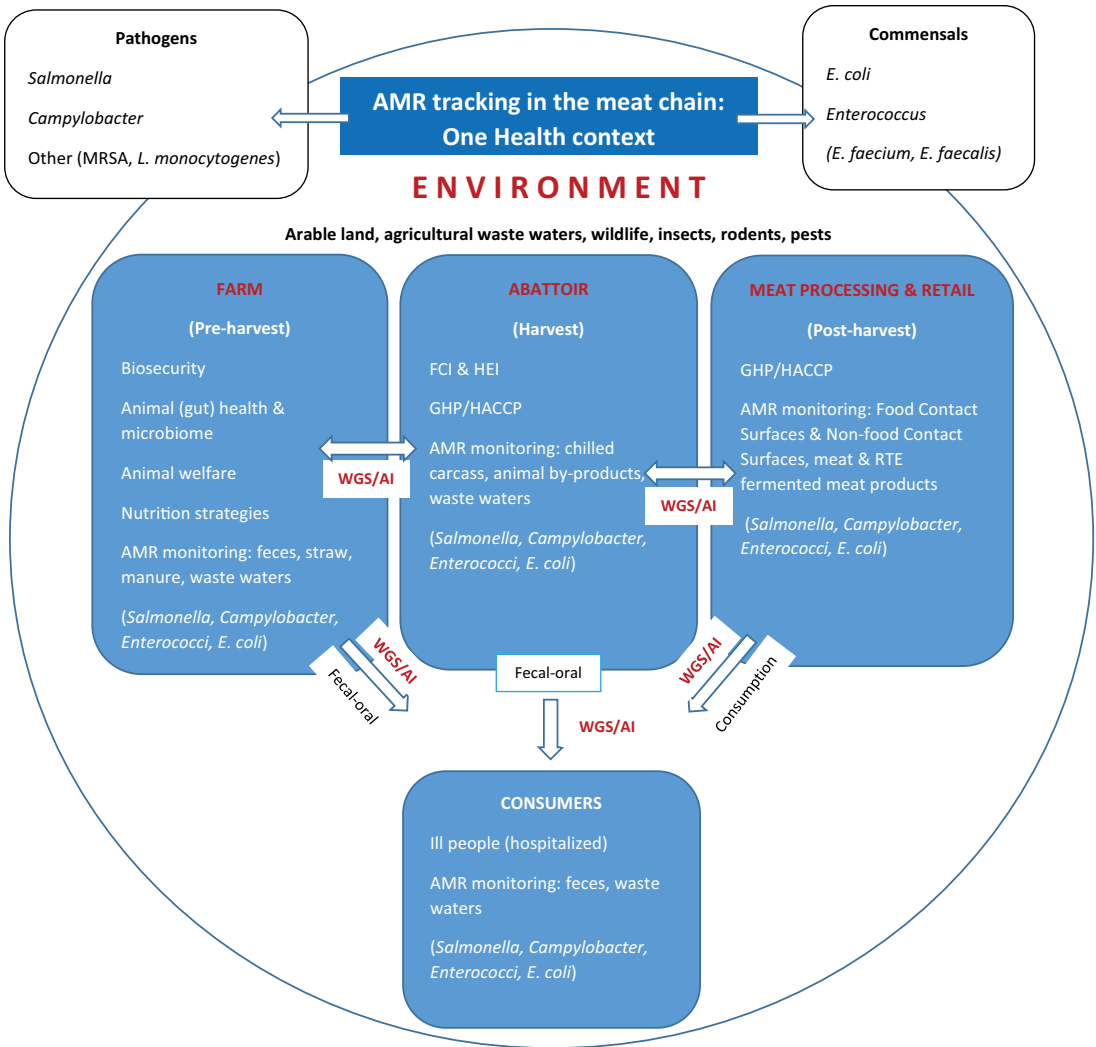 Pathogens
Salmonella
Campylobacter
Other (MRSA, L. monocytogenes)
AMR tracking in the meat chain:
One Health context
Commensals
E. coli
Enterococcus
(E. faecium, E. faecalis)
ENVIRONMENT
Arable land, agricultural waste waters, wildlife, insects, rodents, pests
FARM
(Pre-harvest)
Biosecurity
Animal (gut) health &
microbiome
Animal welfare
Nutrition strategies
AMR monitoring: feces, straw,
manure, waste waters
(Salmonella, Campylobacter,
Enterococci, E. coli)
WGS/AI
ABATTOIR
(Harvest)
FCI & HEI
GHP/HACCP
AMR monitoring: chilled
carcass, animal by-products,
waste waters
(Salmonella, Campylobacter,
Enterococci, E. coli)
WGS/AI
MEAT PROCESSING & RETAIL
(Post-harvest)
GHP/HACCP
AMR monitoring: Food Contact
Surfaces & Non-food Contact
Surfaces, meat & RTE
fermented meat products
(Salmonella, Campylobacter,
Enterococci, E. coli)
WGS/AI
Fecal-oral
Fecal-oral
WGS/AI
WGS/AI
Consumption
CONSUMERS
Ill people (hospitalized)
AMR monitoring: feces, waste
waters
(Salmonella, Campylobacter,
Enterococci, E. coli)